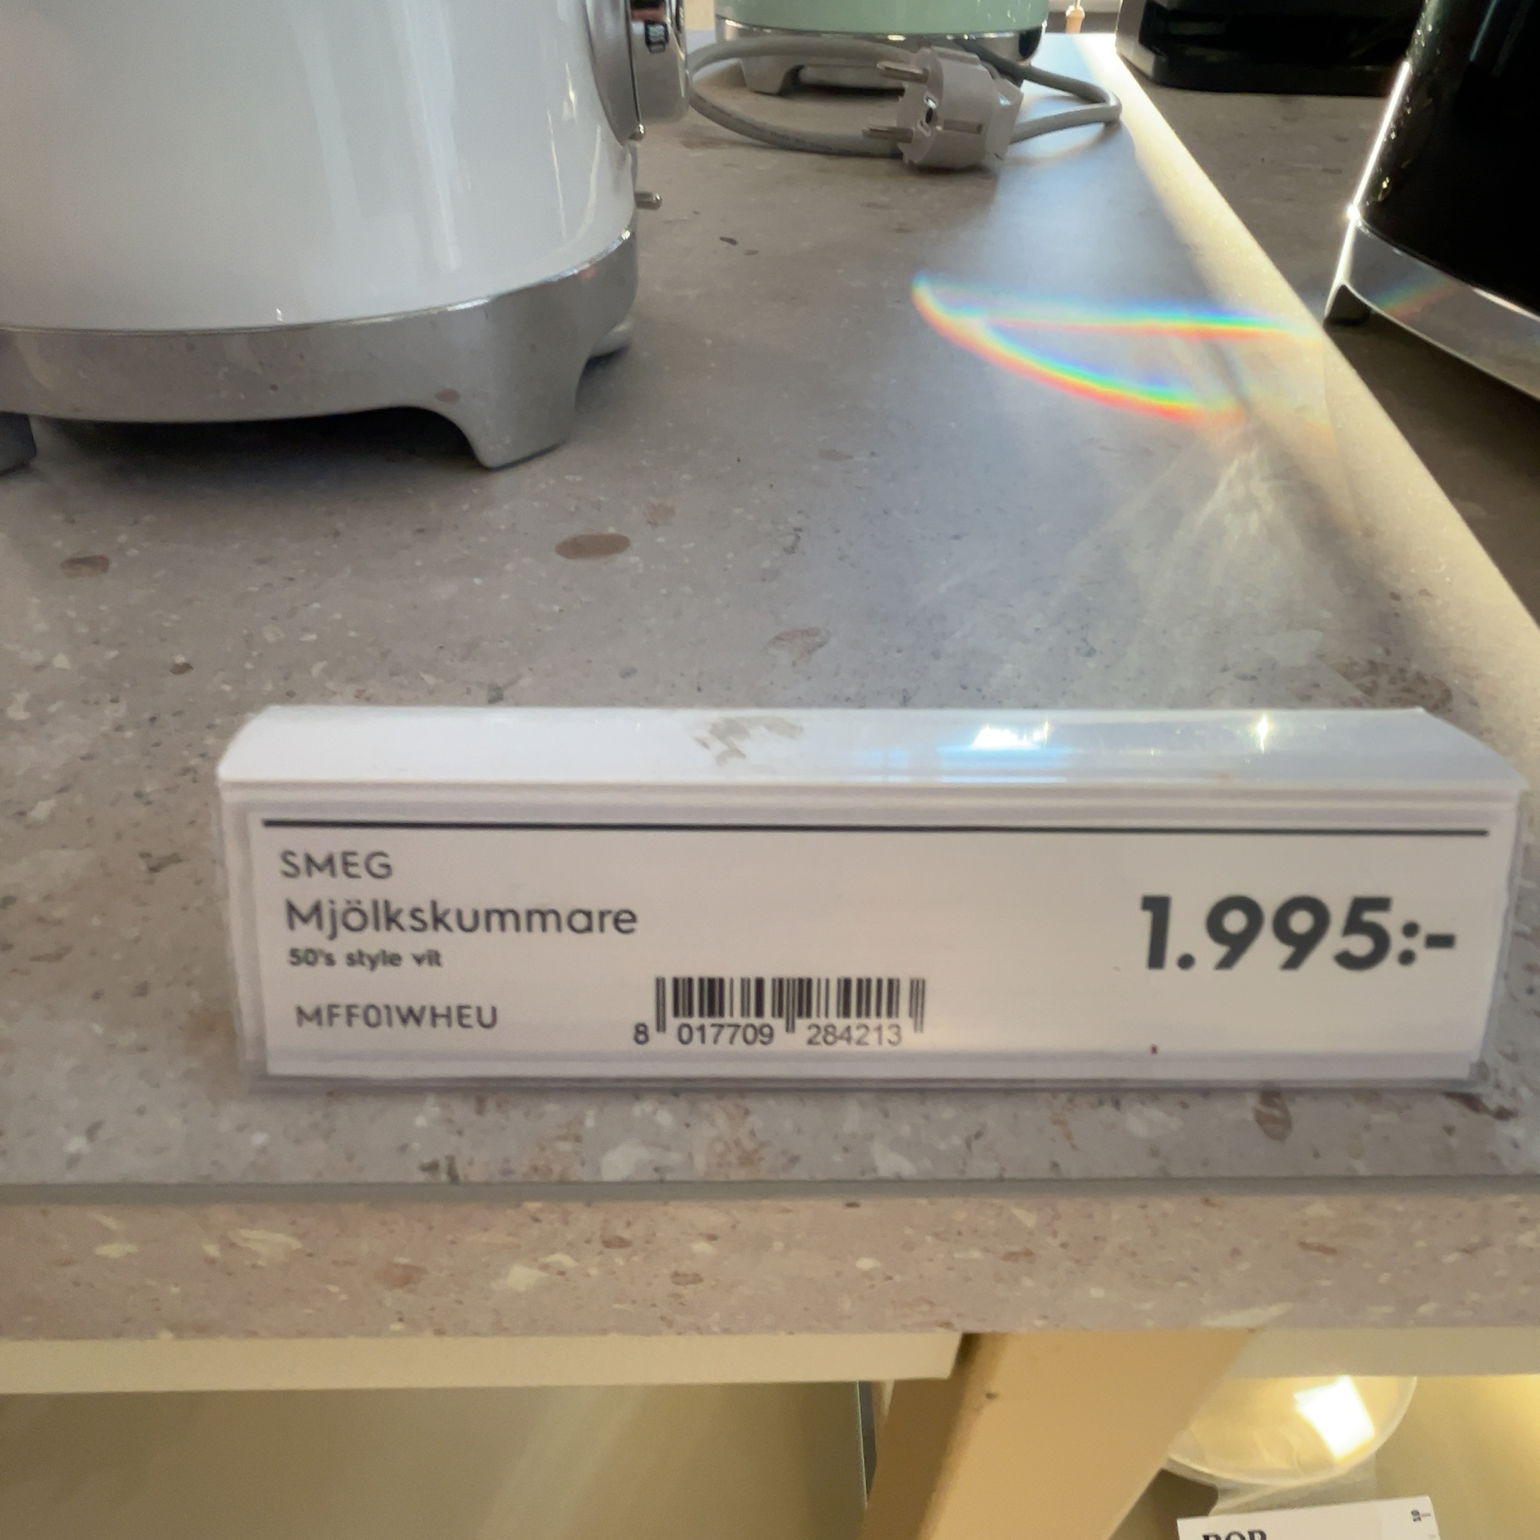 SMEG
Mjölkskummare
50's style vit
MFF01WHEU
1.995:-
8 017709 284213